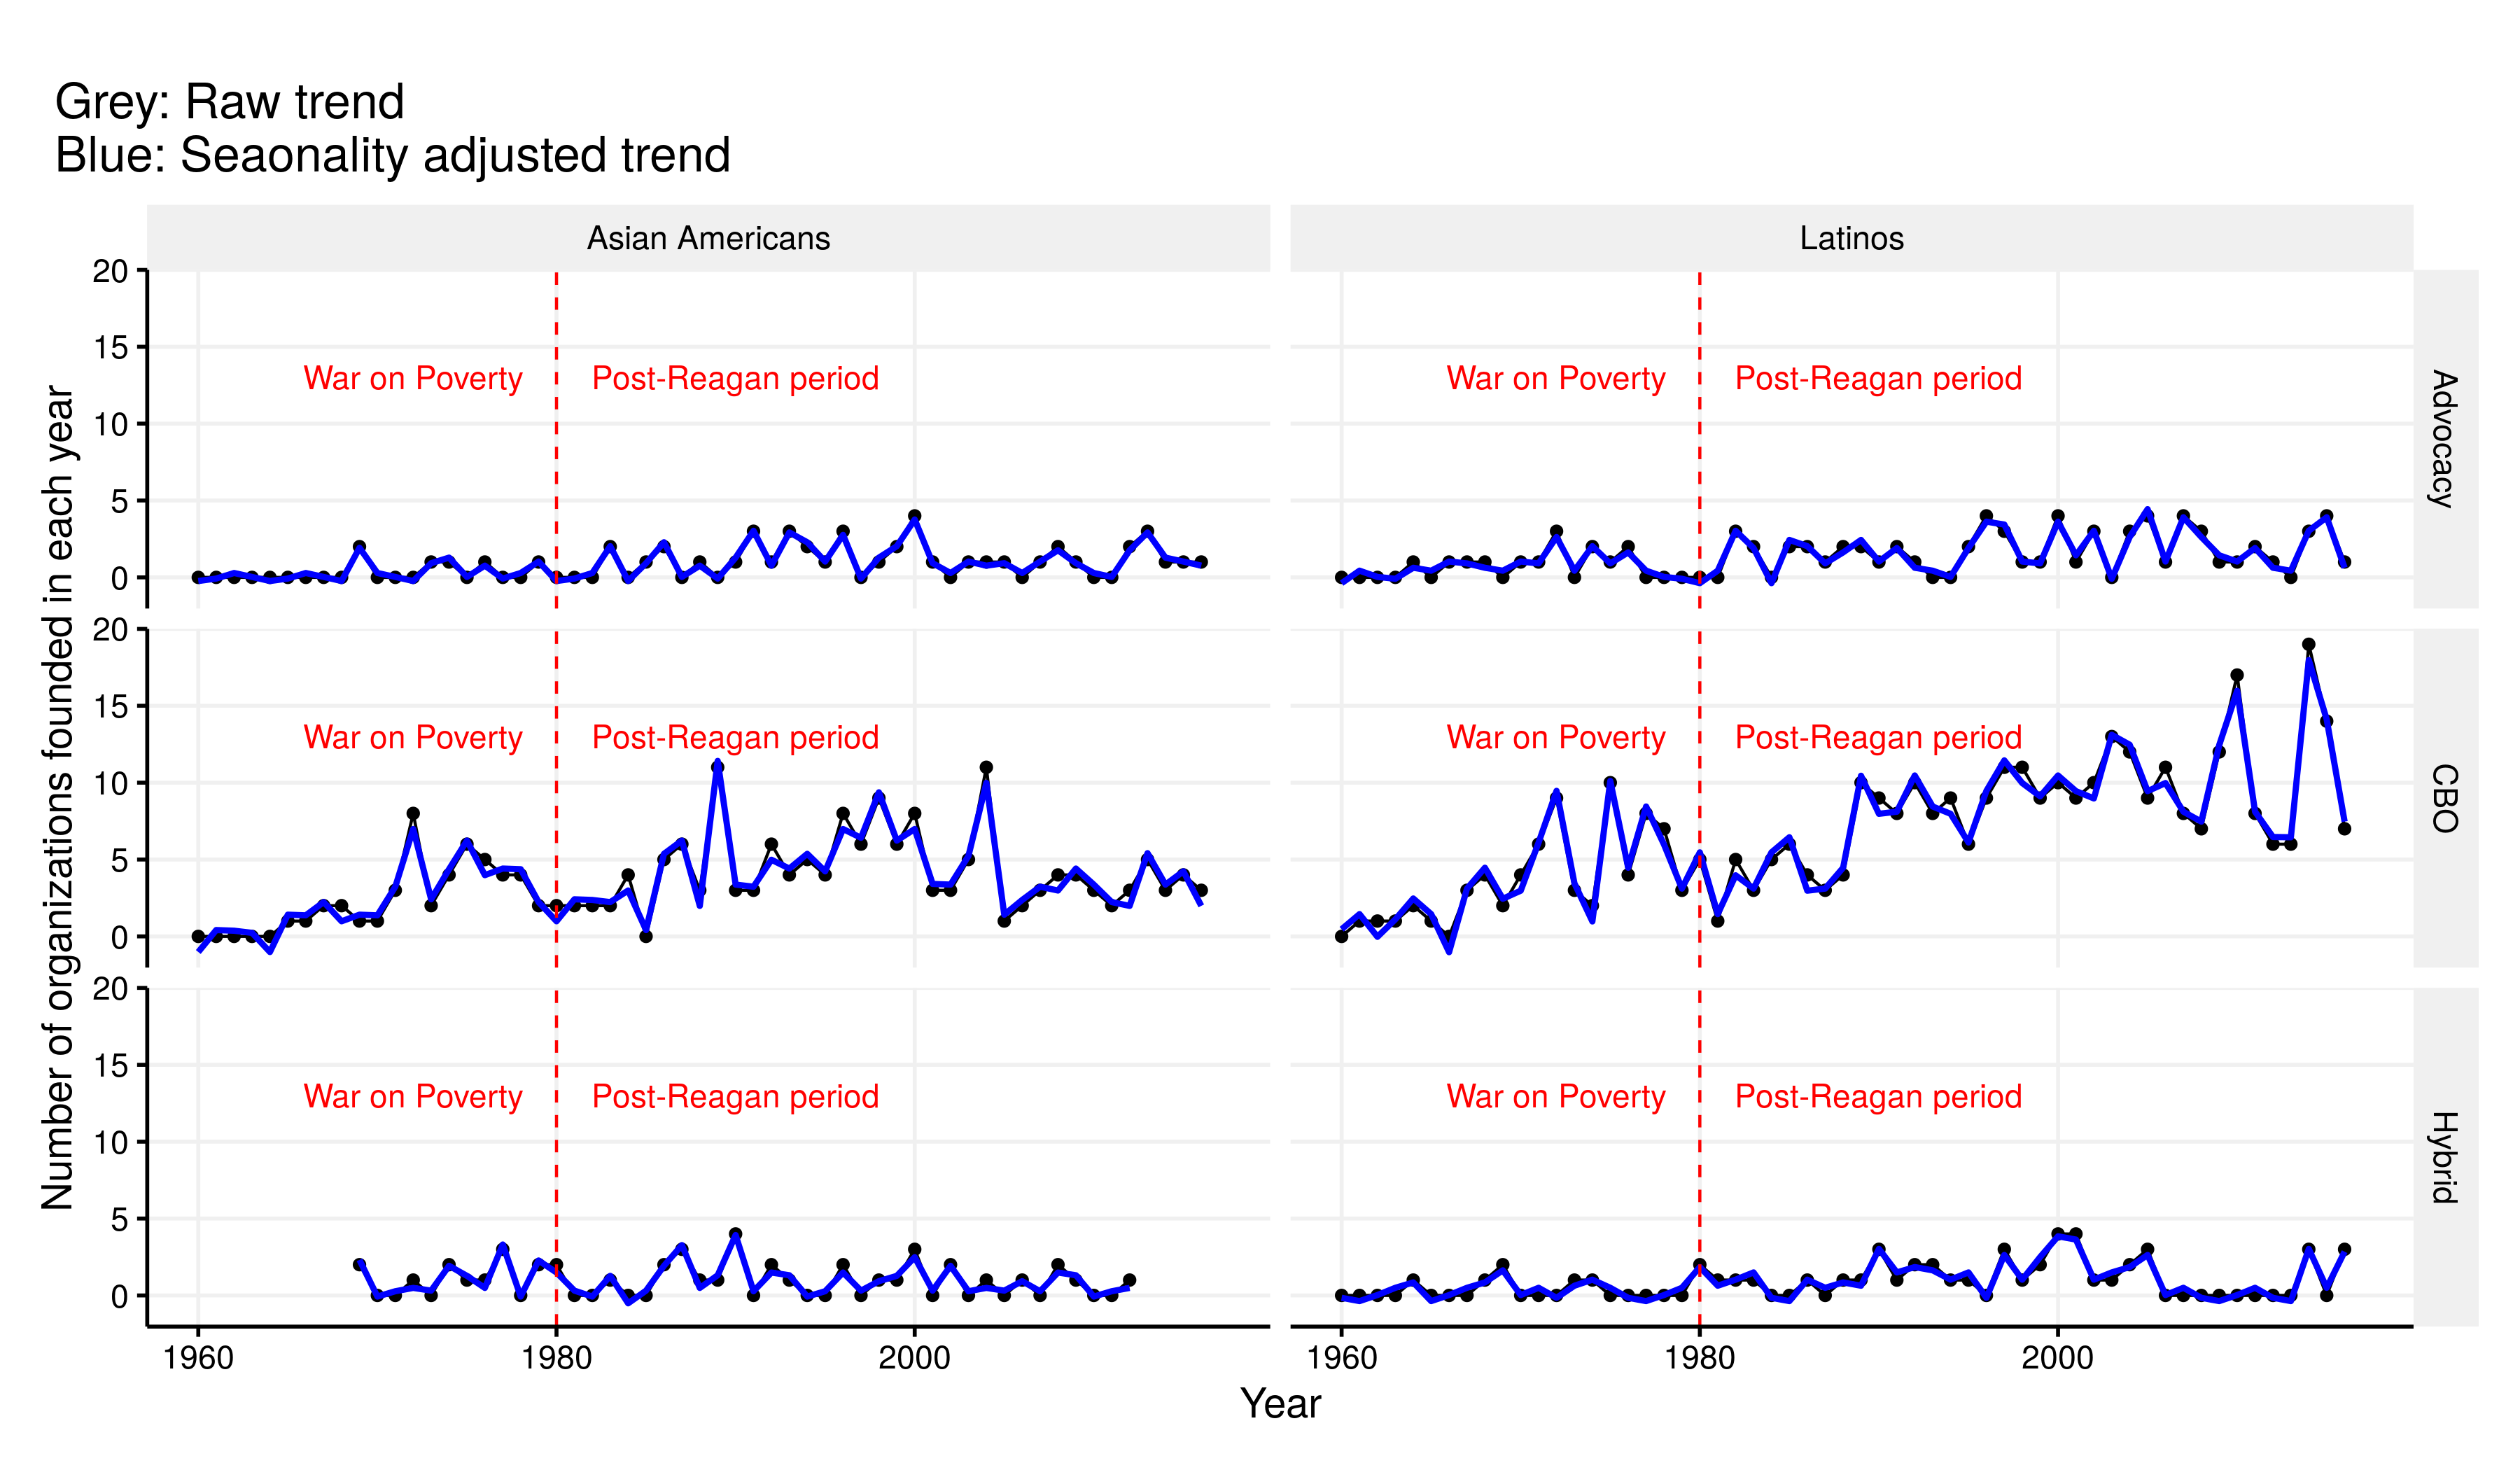 Grey: Raw trend
Blue: Seaonality adjusted trend
Asian Americans
Latinos
Number of organizations founded in each year
20
15
10
5
0
War on Poverty
Post-Reagan period
War on Poverty
Post-Reagan period
Advocacy
20
15
10
5
0
War on Poverty
Post-Reagan period
War on Poverty
Post-Reagan period
CBO
20
15
10
5
0
War on Poverty
Post-Reagan period
War on Poverty
Post-Reagan period
Hybrid
1960
1980
2000
1960
1980
2000
Year